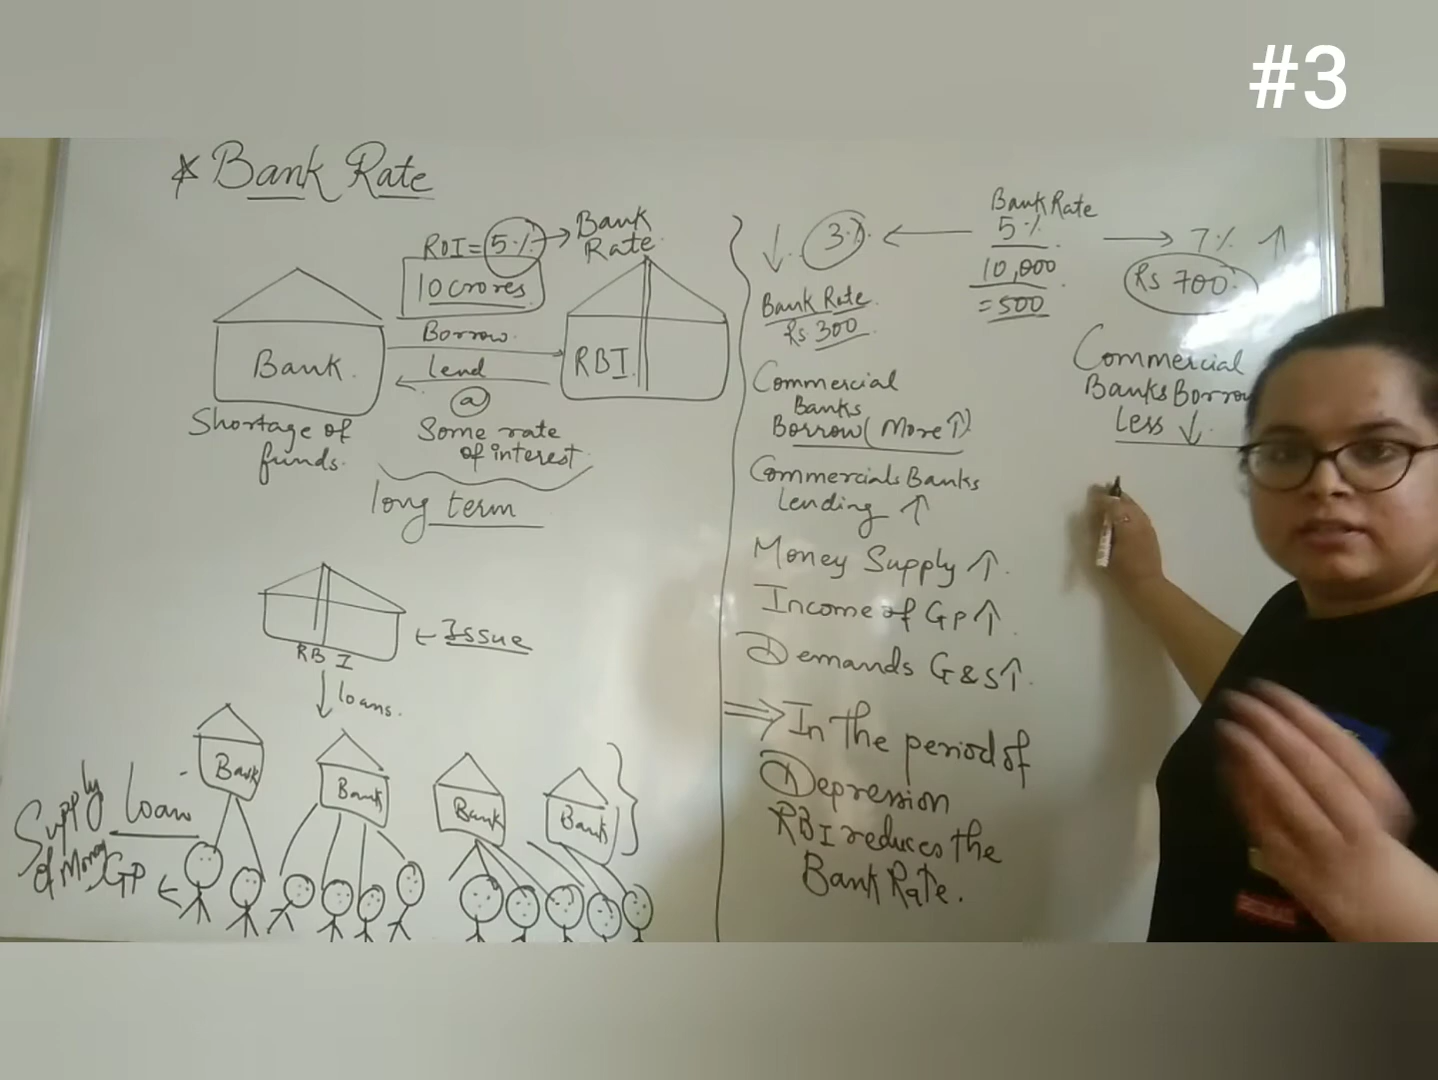 #3
* Bank Rate
ROI = 5% → Bank
Rate
10 crores
Borrow
Bank
RBI
lend
@
Some rate
of interest
Shortage of
funds.
long term
RBI
← Issue
↓ loans.
Bank
Bank
Bank
Bank
loan
Supply
of Money
GP ←
Bank Rate
5%
10,000
=500
← 3% ↓
Bank Rate
Rs 300
Commercial
Banks
Borrow (More ↑)
Commercials Banks
lending ↑
Money Supply ↑.
Income of GP ↑.
Demands G & S ↑
⇒ In the period of
Depression
RBI reduces the
Bank Rate.
→ 7% ↑
Rs 700.
Commercial
Banks Borrow
Less ↓.